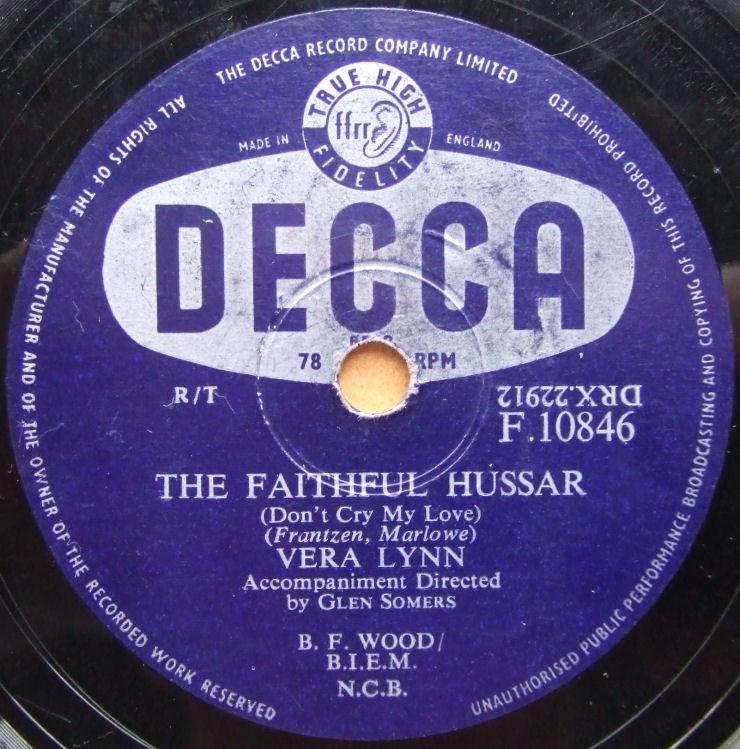 THE DECCA RECORD COMPANY LIMITED
ALL RIGHTS OF THE MANUFACTURER AND OF THE OWNER OF THE RECORDED WORK RESERVED
UNAUTHORISED PUBLIC PERFORMANCE BROADCASTING AND COPYING OF THIS RECORD PROHIBITED
TRUE HIGH
ffrr
FIDELITY
MADE IN ENGLAND
DECCA
78 RPM
R/T
DRX.22912
F.10846
THE FAITHFUL HUSSAR
(Don't Cry My Love)
(Frantzen, Marlowe)
VERA LYNN
Accompaniment Directed
by GLEN SOMERS
B. F. WOOD/
B.I.E.M.
N.C.B.